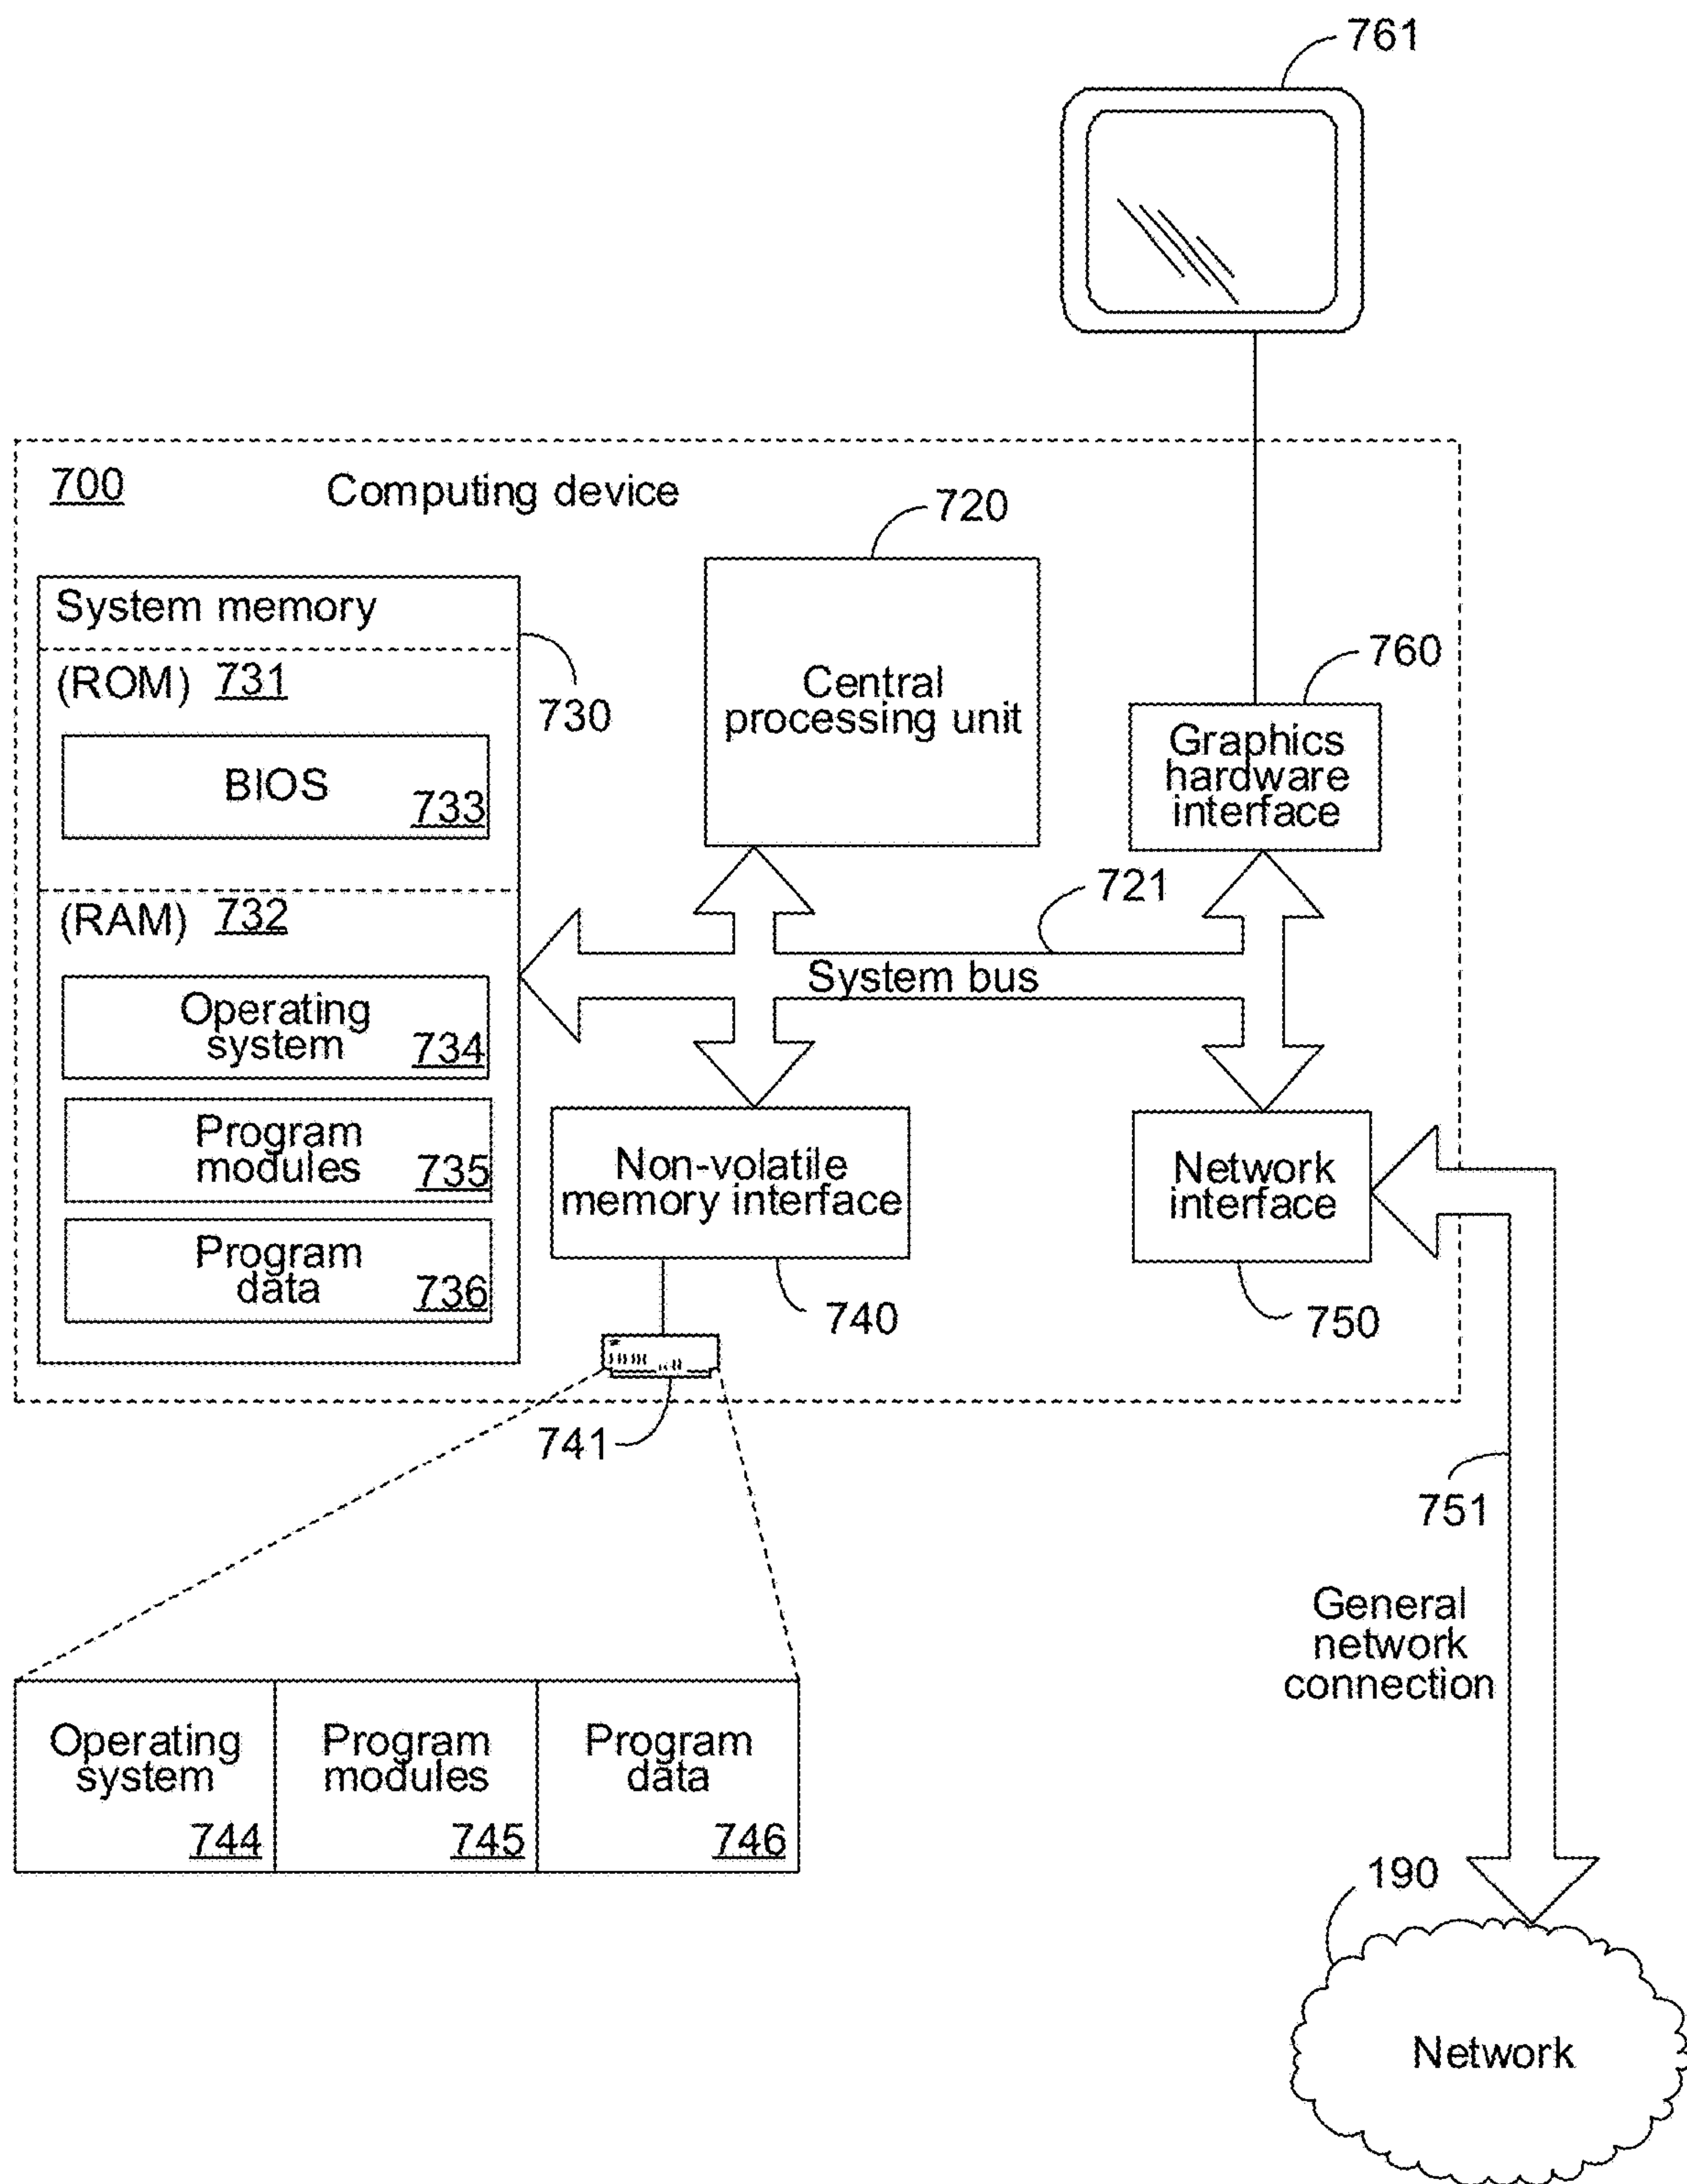 761
700
Computing device
720
System memory
(ROM) 731
730
BIOS
733
Central
processing unit
760
Graphics
hardware
interface
721
(RAM) 732
System bus
Operating
system
734
Program
modules
735
Program
data
736
Non-volatile
memory interface
740
Network
interface
750
741
751
General
network
connection
Operating
system
744
Program
modules
745
Program
data
746
190
Network